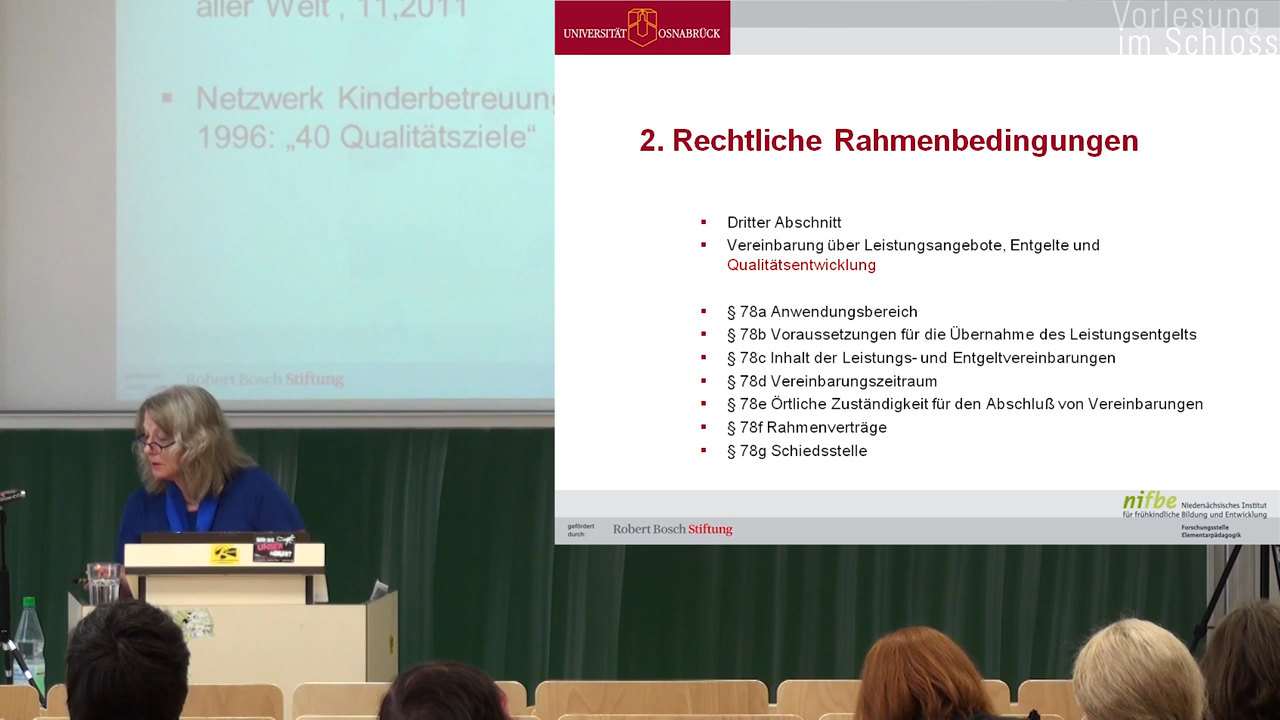 aller Welt", 11,2011
Netzwerk Kinderbetreuung
1996: „40 Qualitätsziele“
Robert Bosch Stiftung
UNIVERSITÄT OSNABRÜCK
Vorlesung
im Schloss
2. Rechtliche Rahmenbedingungen
▪ Dritter Abschnitt
▪ Vereinbarung über Leistungsangebote, Entgelte und
Qualitätsentwicklung
▪ § 78a Anwendungsbereich
▪ § 78b Voraussetzungen für die Übernahme des Leistungsentgelts
▪ § 78c Inhalt der Leistungs- und Entgeltvereinbarungen
▪ § 78d Vereinbarungszeitraum
▪ § 78e Örtliche Zuständigkeit für den Abschluß von Vereinbarungen
▪ § 78f Rahmenverträge
▪ § 78g Schiedsstelle
gefördert
durch:
Robert Bosch Stiftung
nifbe Niedersächsisches Institut
für frühkindliche Bildung und Entwicklung
Forschungsstelle
Elementarpädagogik